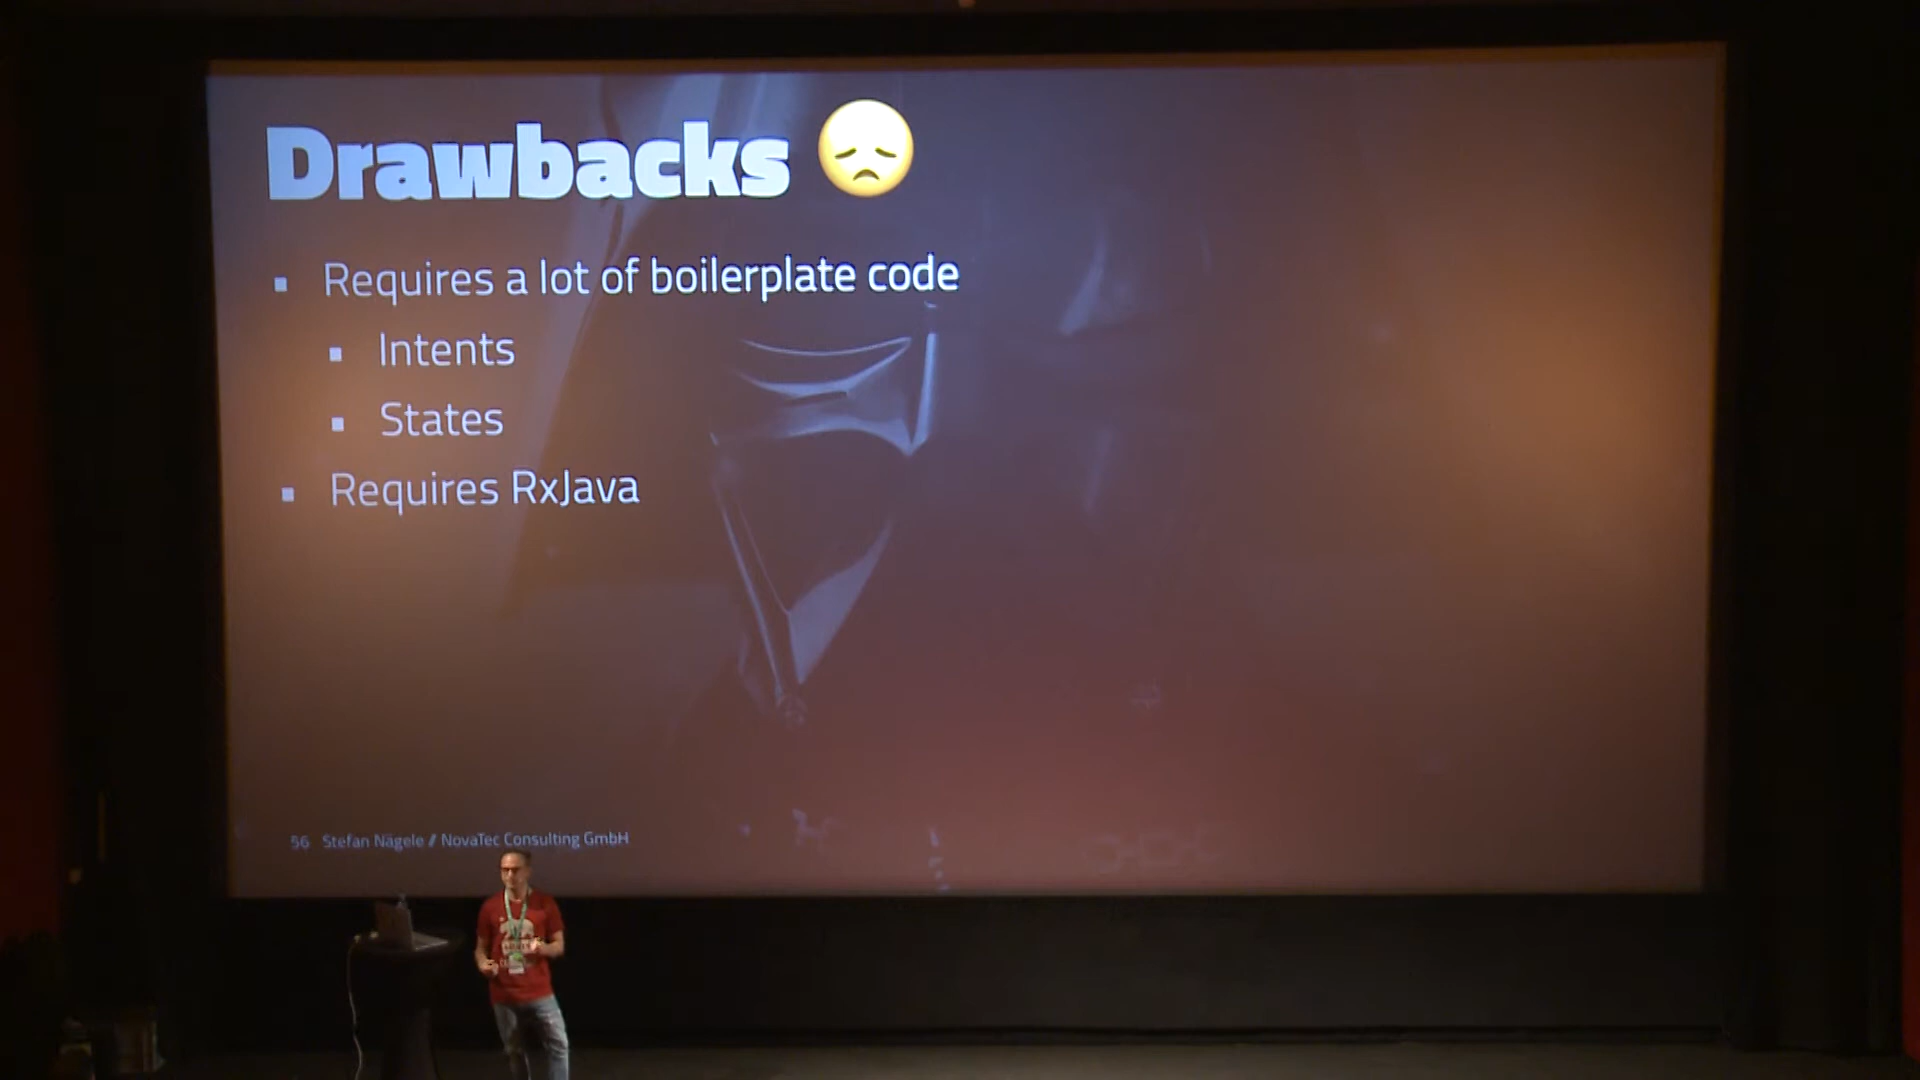 Drawbacks 😞
▪ Requires a lot of boilerplate code
▪ Intents
▪ States
▪ Requires RxJava
56 Stefan Nägele // NovaTec Consulting GmbH